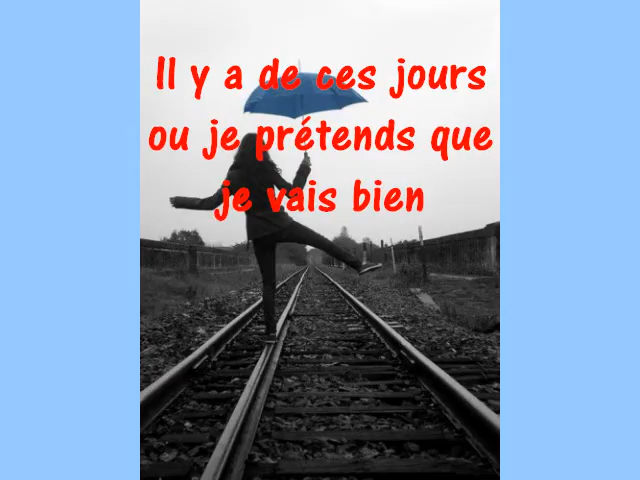 Il y a de ces jours
ou je prétends que
je vais bien